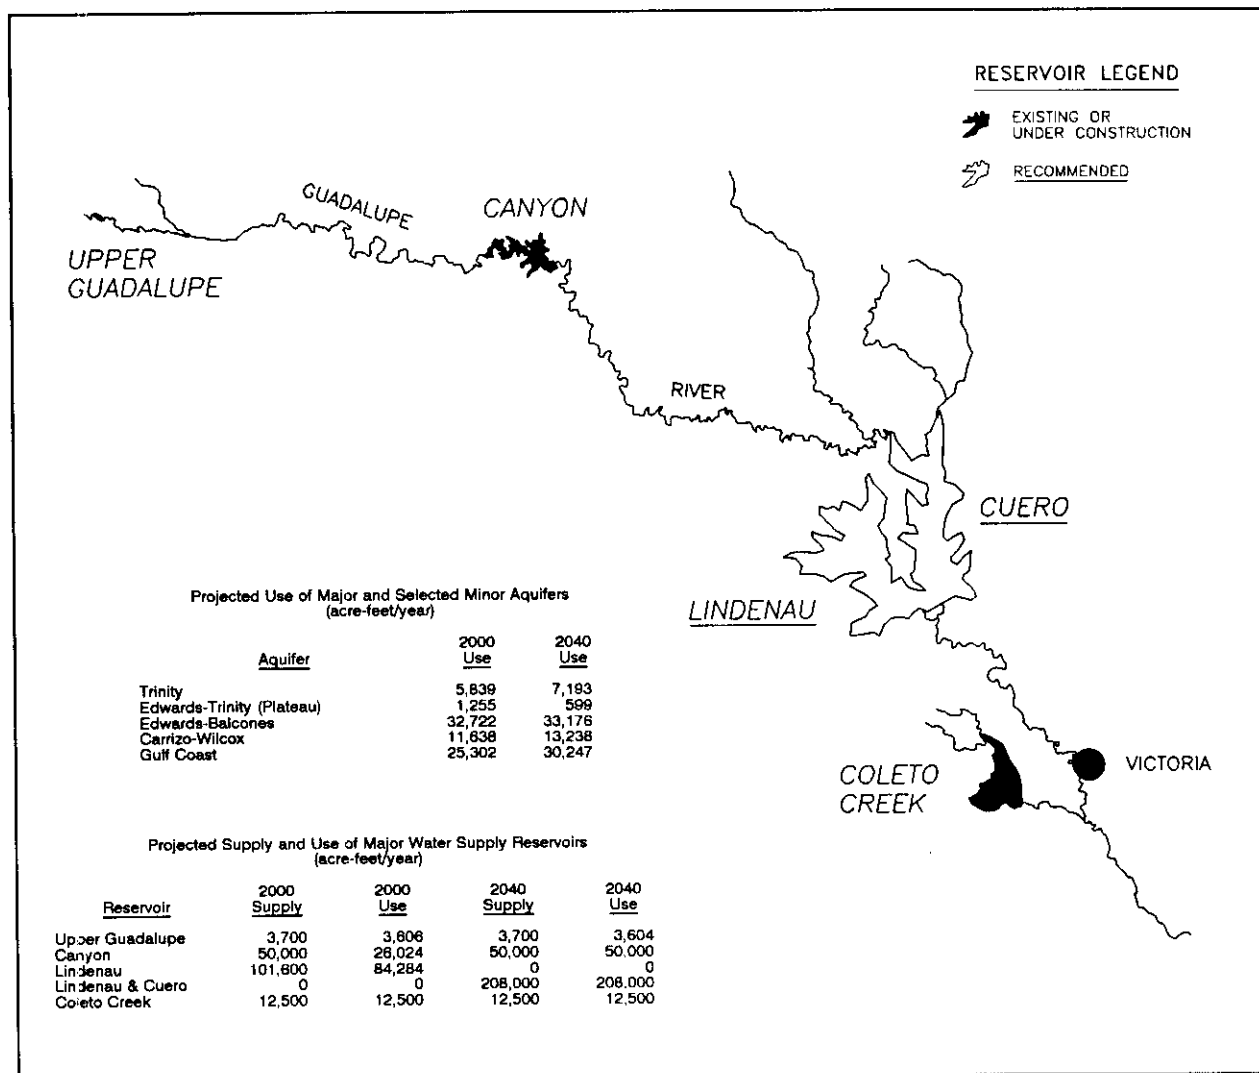 RESERVOIR LEGEND
EXISTING OR
UNDER CONSTRUCTION
RECOMMENDED
GUADALUPE
CANYON
UPPER
GUADALUPE
RIVER
CUERO
LINDENAU
COLETO
CREEK
VICTORIA
Projected Use of Major and Selected Minor Aquifers
(acre-feet/year)
2000 2040
Aquifer Use Use
Trinity 5,839 7,193
Edwards-Trinity (Plateau) 1,255 599
Edwards-Balcones 32,722 33,176
Carrizo-Wilcox 11,638 13,238
Gulf Coast 25,302 30,247
Projected Supply and Use of Major Water Supply Reservoirs
(acre-feet/year)
2000 2000 2040 2040
Reservoir Supply Use Supply Use
Upper Guadalupe 3,700 3,606 3,700 3,604
Canyon 50,000 26,024 50,000 50,000
Lindenau 101,600 84,284 0 0
Lindenau & Cuero 0 0 208,000 208,000
Coleto Creek 12,500 12,500 12,500 12,500